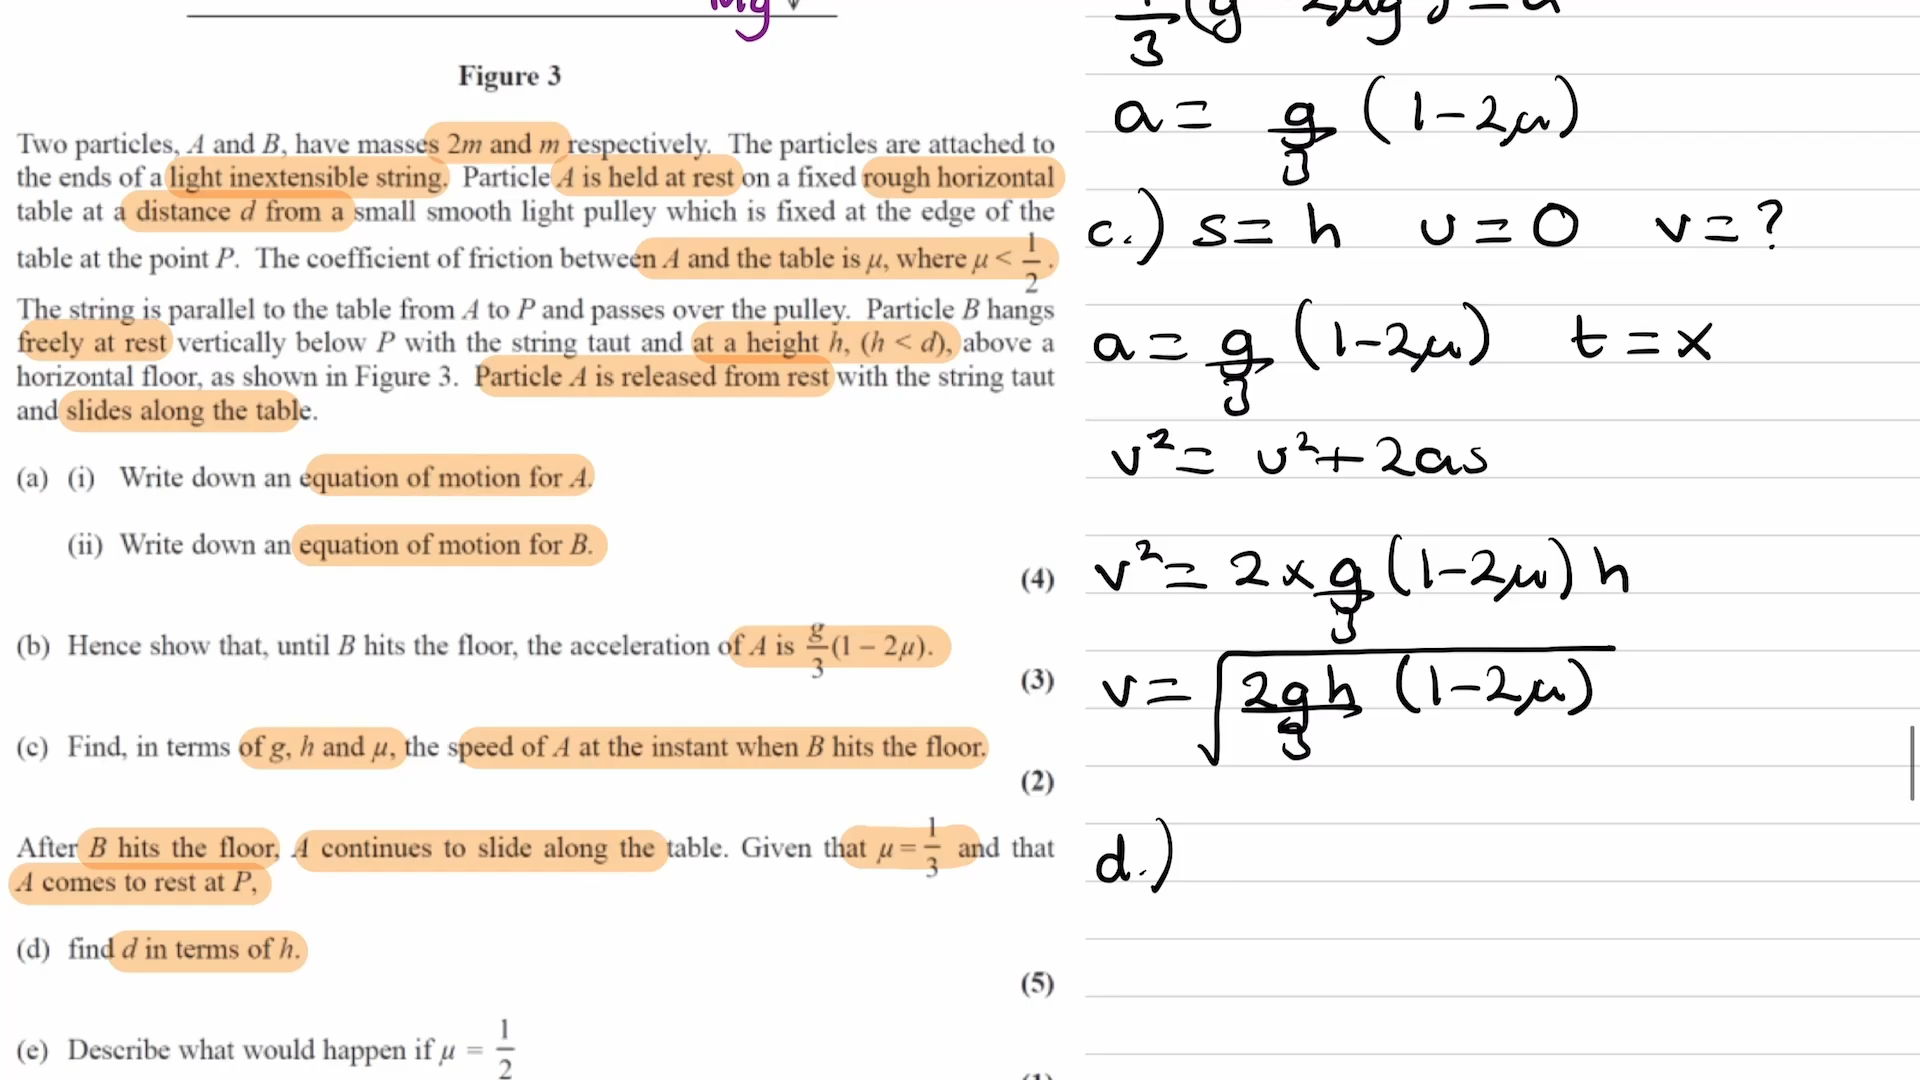 mg
Figure 3
Two particles, A and B, have masses 2m and m respectively. The particles are attached to
the ends of a light inextensible string. Particle A is held at rest on a fixed rough horizontal
table at a distance d from a small smooth light pulley which is fixed at the edge of the
table at the point P. The coefficient of friction between A and the table is μ, where μ < 1/2.
The string is parallel to the table from A to P and passes over the pulley. Particle B hangs
freely at rest vertically below P with the string taut and at a height h, (h < d), above a
horizontal floor, as shown in Figure 3. Particle A is released from rest with the string taut
and slides along the table.
(a) (i) Write down an equation of motion for A.
(ii) Write down an equation of motion for B.
(4)
(b) Hence show that, until B hits the floor, the acceleration of A is g/3(1 – 2μ).
(3)
(c) Find, in terms of g, h and μ, the speed of A at the instant when B hits the floor.
(2)
After B hits the floor, A continues to slide along the table. Given that μ = 1/3 and that
A comes to rest at P,
(d) find d in terms of h.
(5)
(e) Describe what would happen if μ = 1/2
a = g/3 (1-2μ)
c.) s = h u = 0 v = ?
a = g/3 (1-2μ) t = x
v² = u² + 2as
v² = 2 x g/3 (1-2μ) h
v = √(2gh/3 (1-2μ))
d.)